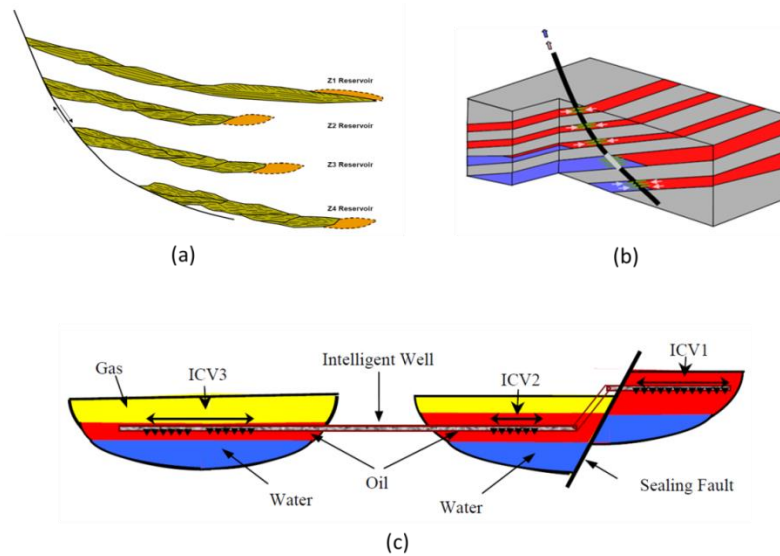 Z1 Reservoir
Z2 Reservoir
Z3 Reservoir
Z4 Reservoir
(a)
(b)
Gas
ICV3
Intelligent Well
ICV2
ICV1
Water
Oil
Water
Sealing Fault
(c)